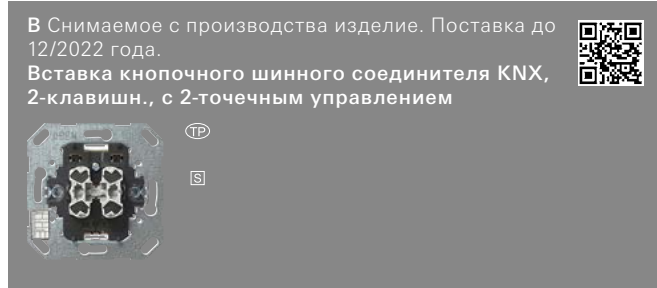 B Снимаемое с производства изделие. Поставка до
12/2022 года.
Вставка кнопочного шинного соединителя KNX,
2-клавишн., с 2-точечным управлением
TP
S